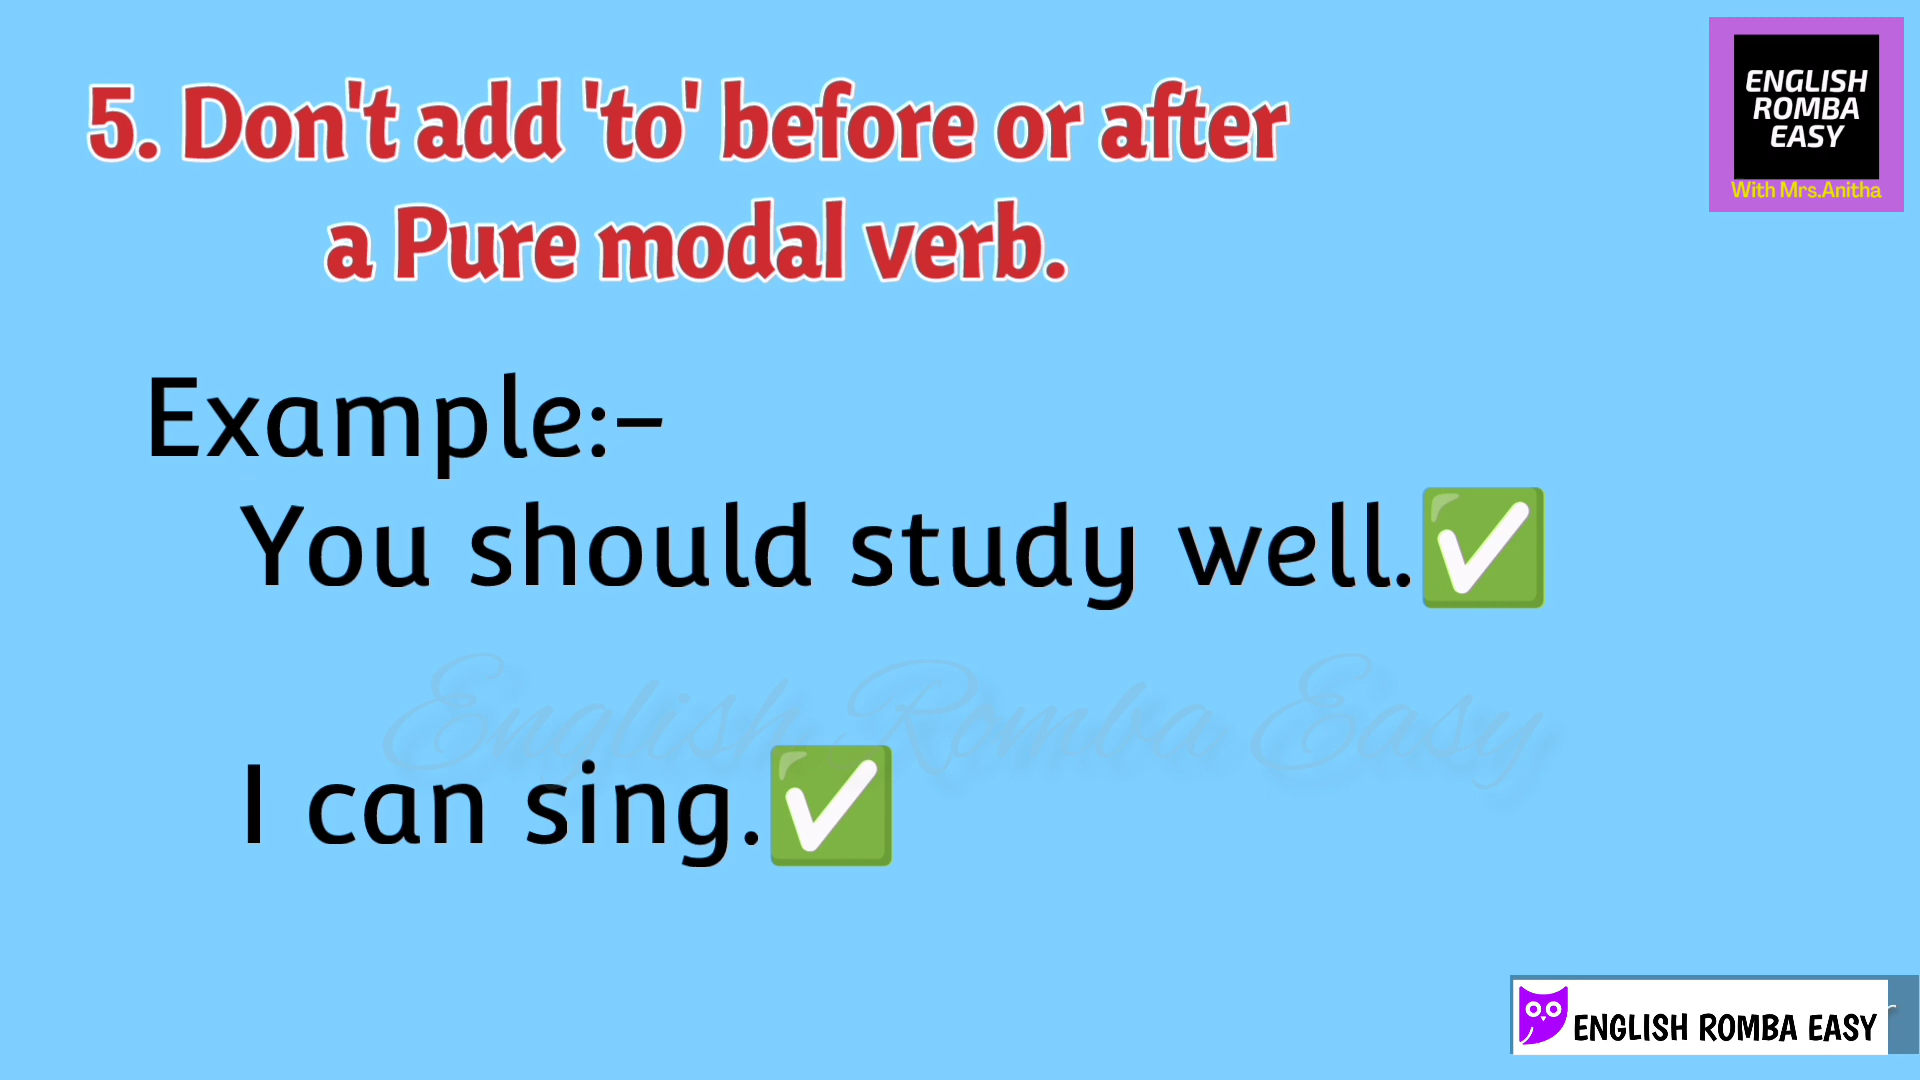 5. Don't add 'to' before or after
a Pure modal verb.
ENGLISH
ROMBA
EASY
With Mrs.Anitha
Example:–
You should study well.✅
English Romba Easy
I can sing.✅
ENGLISH ROMBA EASY